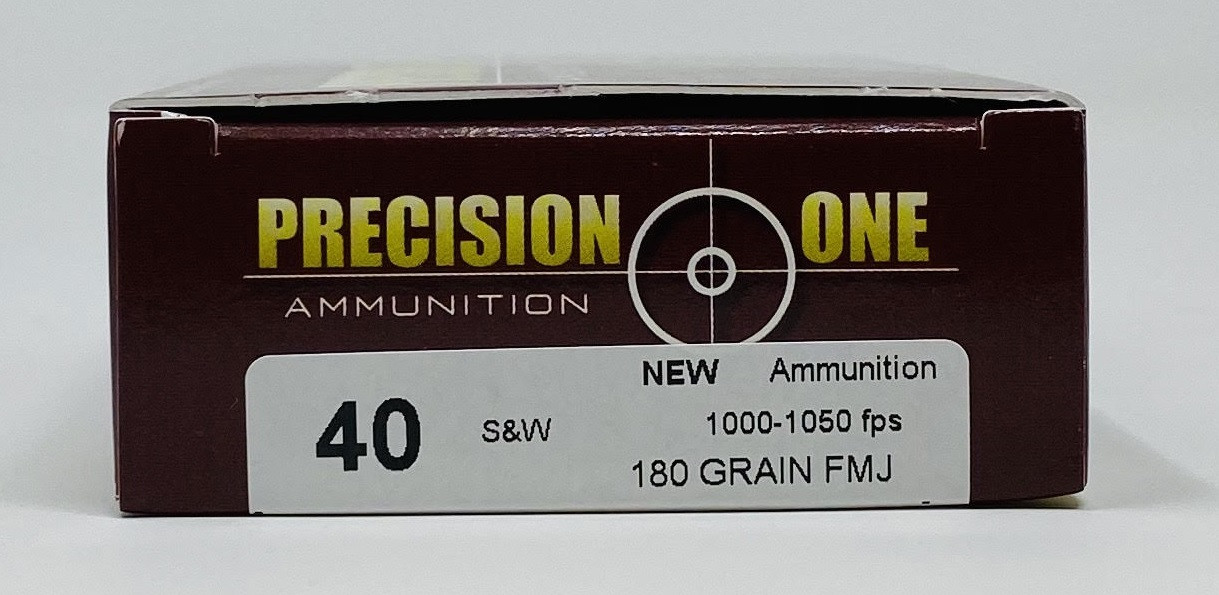 PRECISION ONE
AMMUNITION
NEW Ammunition
40 S&W 1000-1050 fps
180 GRAIN FMJ